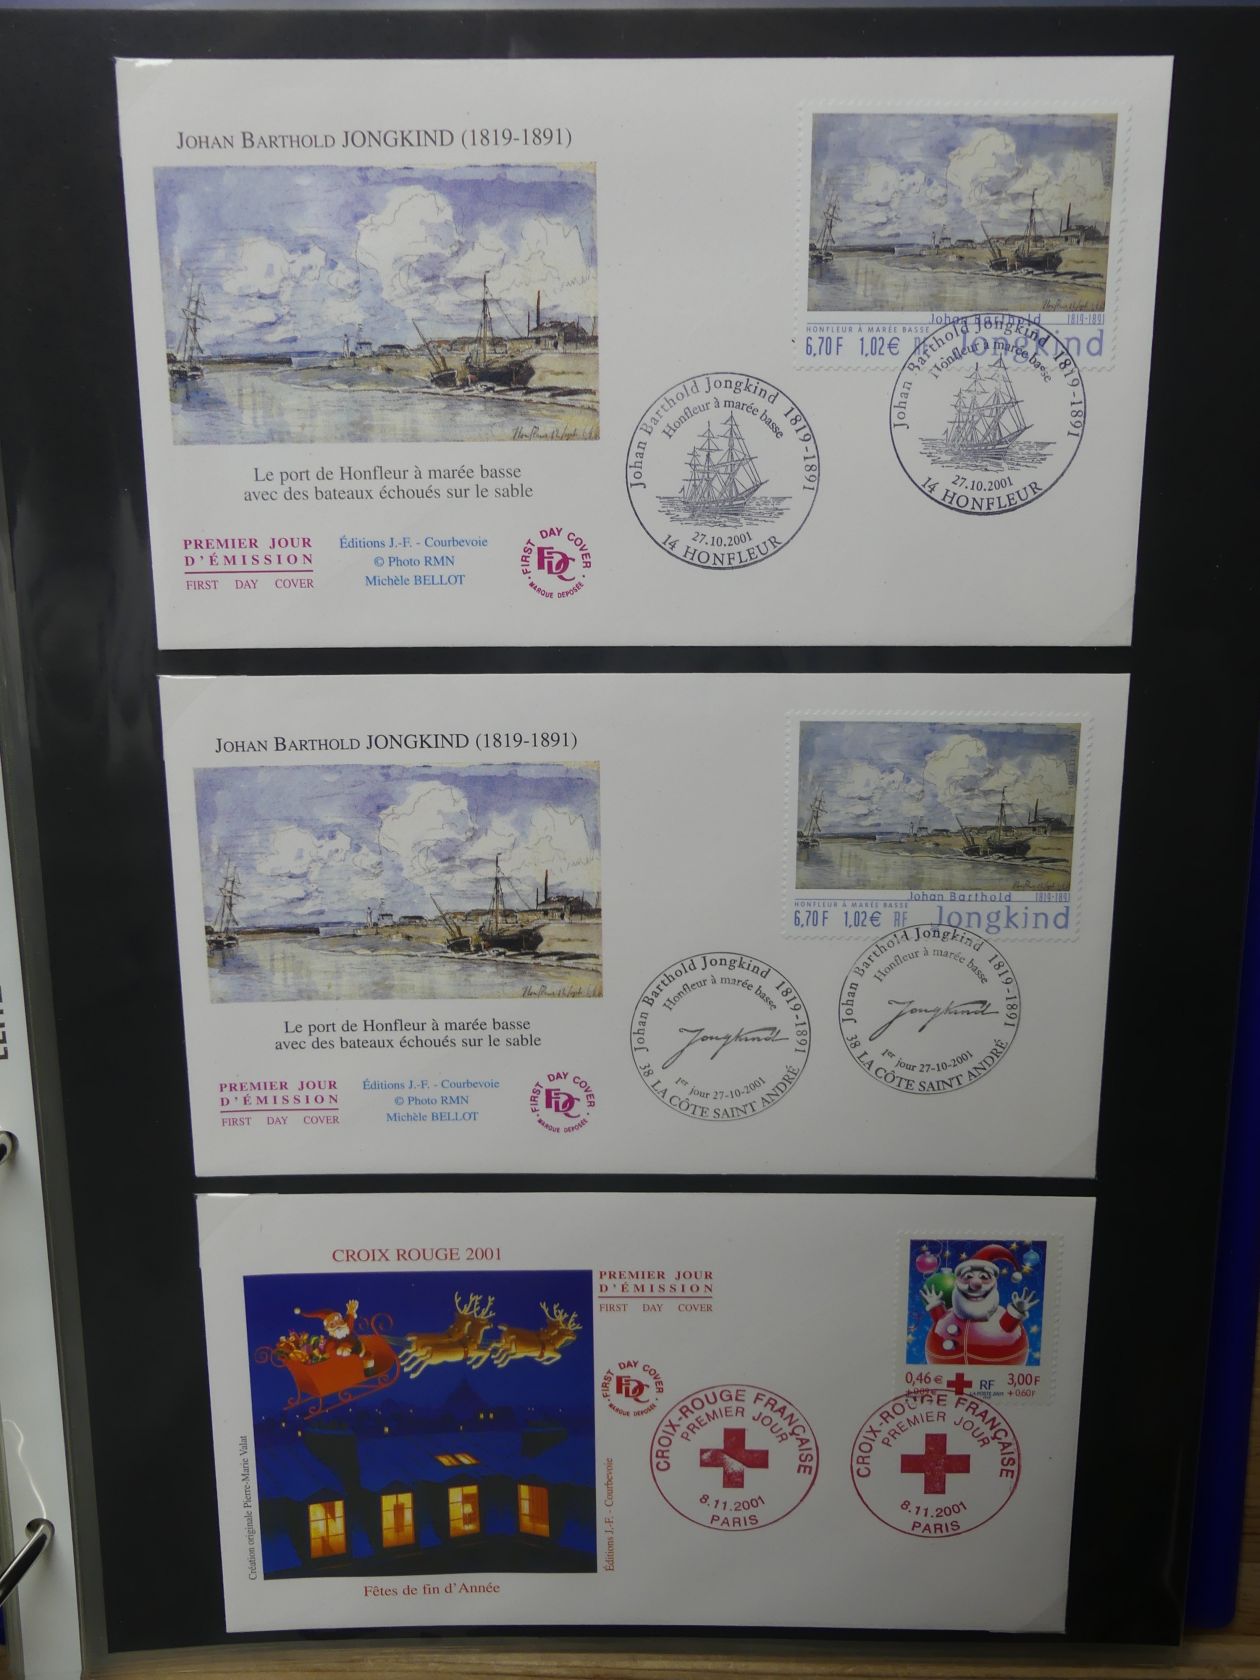 JOHAN BARTHOLD JONGKIND (1819-1891)
Le port de Honfleur à marée basse
avec des bateaux échoués sur le sable
PREMIER JOUR
D'ÉMISSION
FIRST DAY COVER
Éditions J.-F. - Courbevoie
© Photo RMN
Michèle BELLOT
FIRST DAY COVER
FDC
MARQUE DEPOSÉE
Johan Barthold Jongkind 1819-1891
Honfleur à marée basse
27.10.2001
14 HONFLEUR
Johan Barthold 1819-1891
HONFLEUR À MARÉE BASSE
6,70 F 1,02 € RF Jongkind
Johan Barthold Jongkind 1819-1891
Honfleur à marée basse
27.10.2001
14 HONFLEUR
JOHAN BARTHOLD JONGKIND (1819-1891)
Le port de Honfleur à marée basse
avec des bateaux échoués sur le sable
PREMIER JOUR
D'ÉMISSION
FIRST DAY COVER
Éditions J.-F. - Courbevoie
© Photo RMN
Michèle BELLOT
FIRST DAY COVER
FDC
MARQUE DEPOSÉE
Johan Barthold Jongkind 1819-1891
Honfleur à marée basse
Jongkind
1er jour 27-10-2001
38 LA CÔTE SAINT ANDRÉ
Johan Barthold 1819-1891
HONFLEUR À MARÉE BASSE
6,70 F 1,02 € RF Jongkind
Johan Barthold Jongkind 1819-1891
Honfleur à marée basse
Jongkind
1er jour 27-10-2001
38 LA CÔTE SAINT ANDRÉ
CROIX ROUGE 2001
Création originale Pierre-Marie Valat
Fêtes de fin d'Année
Éditions J.-F. - Courbevoie
PREMIER JOUR
D'ÉMISSION
FIRST DAY COVER
FIRST DAY COVER
FDC
MARQUE DEPOSÉE
CROIX-ROUGE FRANÇAISE
PREMIER JOUR
8.11.2001
PARIS
0,46 € RF 3,00 F
+0,60 F
CROIX-ROUGE FRANÇAISE
PREMIER JOUR
8.11.2001
PARIS